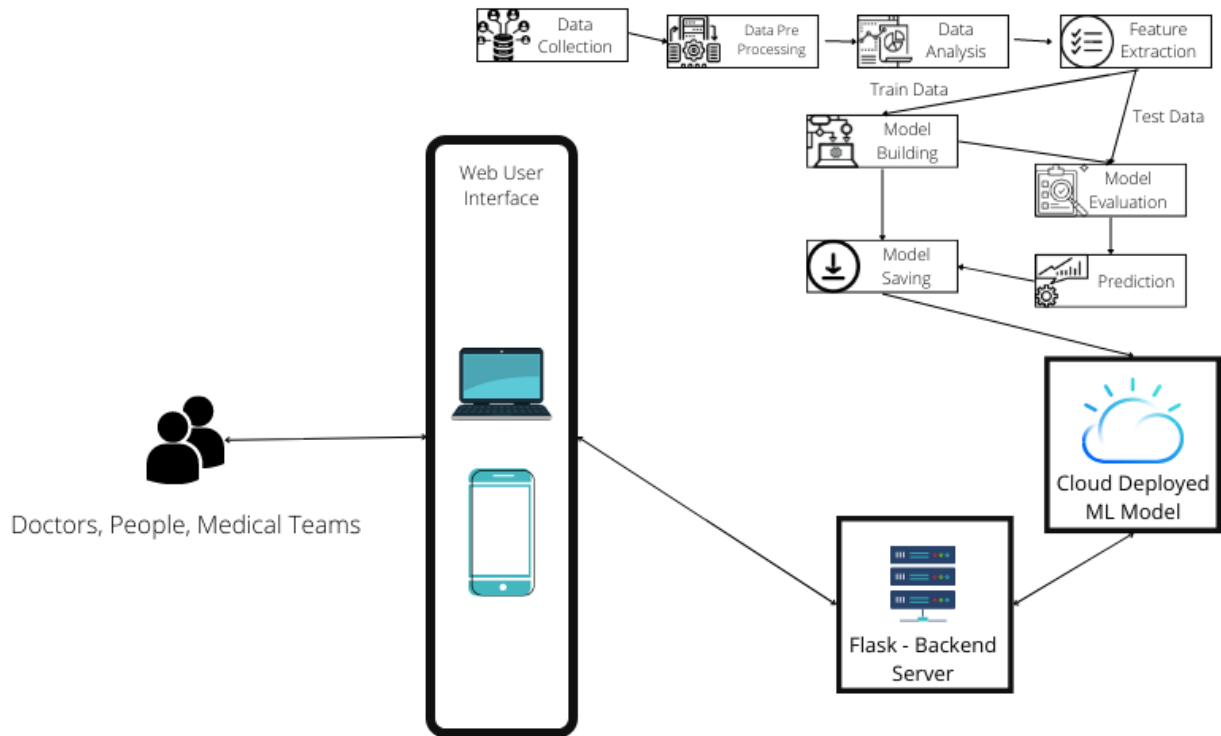 Data
Collection
Data Pre
Processing
Data
Analysis
Feature
Extraction
Train Data
Test Data
Model
Building
Web User
Interface
Model
Evaluation
Model
Saving
Prediction
Cloud Deployed
ML Model
Doctors, People, Medical Teams
Flask - Backend
Server